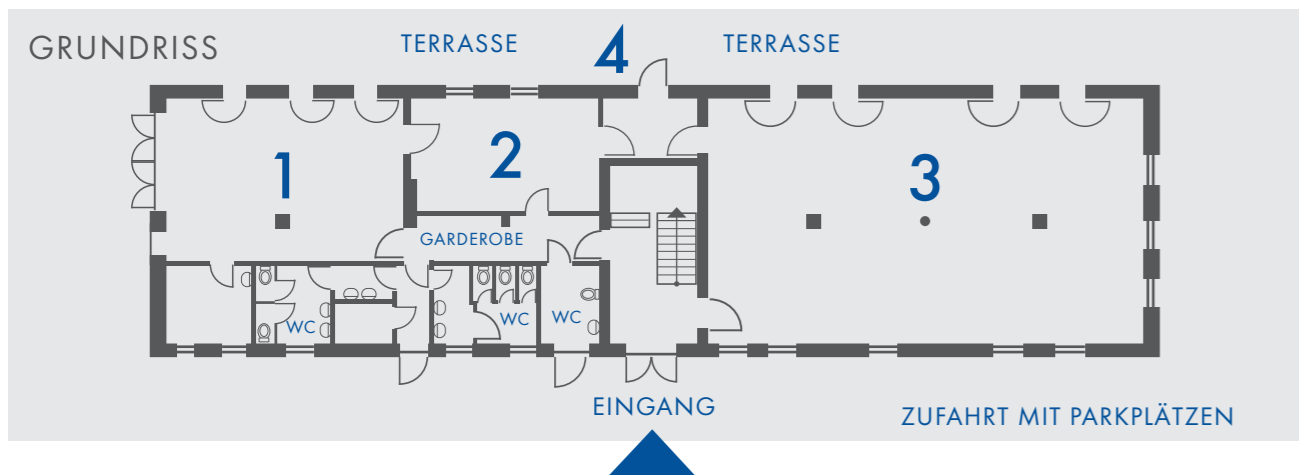 GRUNDRISS
TERRASSE
4
TERRASSE
1
2
3
GARDEROBE
WC
WC
WC
EINGANG
ZUFAHRT MIT PARKPLÄTZEN